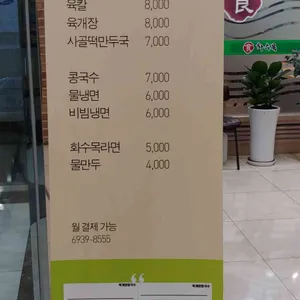 육칼 8,000
육개장 8,000
사골떡만두국 7,000
콩국수 7,000
물냉면 6,000
비빔냉면 6,000
화수목라면 5,000
물만두 4,000
월 결제 가능
6939-8555
食
食